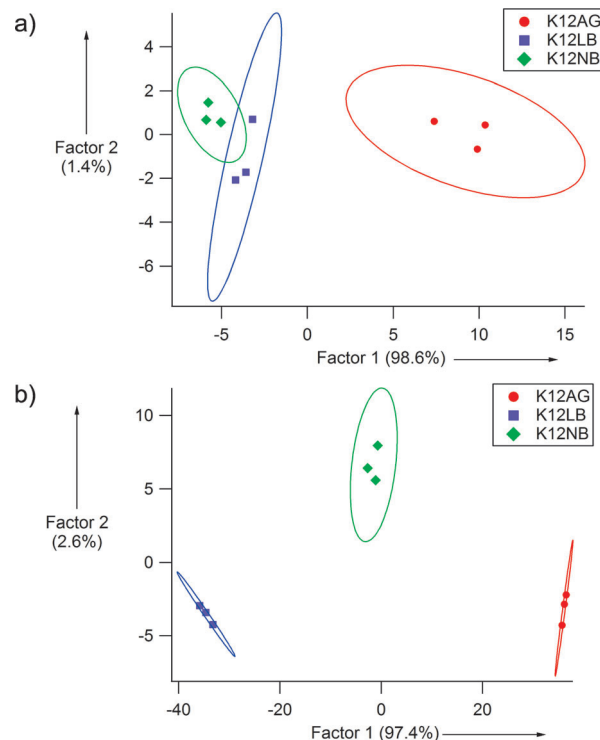 a)
K12AG
K12LB
K12NB
4
2
0
-2
-4
-6
Factor 2
(1.4%)
-5
0
5
10
15
Factor 1 (98.6%)
b)
K12AG
K12LB
K12NB
10
5
0
-5
Factor 2
(2.6%)
-40
-20
0
20
Factor 1 (97.4%)